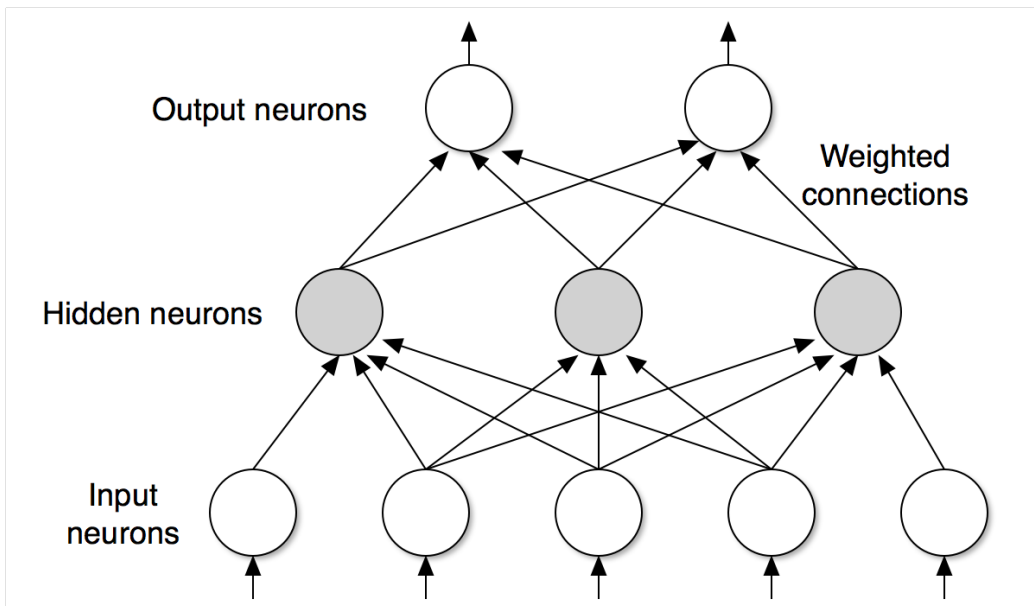 Output neurons
Weighted
connections
Hidden neurons
Input
neurons